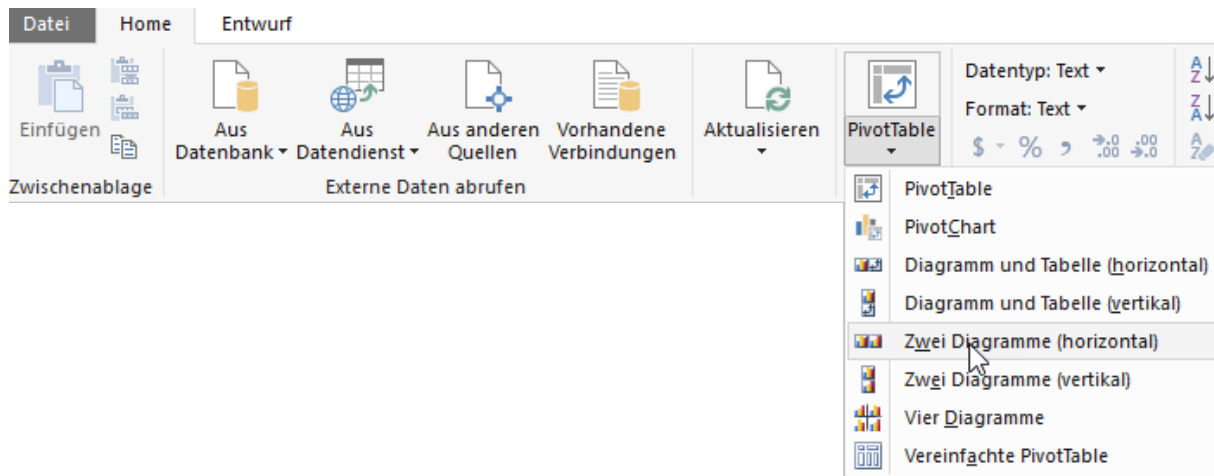 Datei Home Entwurf
Einfügen
Aus Datenbank
Aus Datendienst
Aus anderen Quellen
Vorhandene Verbindungen
Aktualisieren
PivotTable
Datentyp: Text
Format: Text
$ % , .00 .0
Zwischenablage Externe Daten abrufen
PivotTable
PivotChart
Diagramm und Tabelle (horizontal)
Diagramm und Tabelle (vertikal)
Zwei Diagramme (horizontal)
Zwei Diagramme (vertikal)
Vier Diagramme
Vereinfachte PivotTable